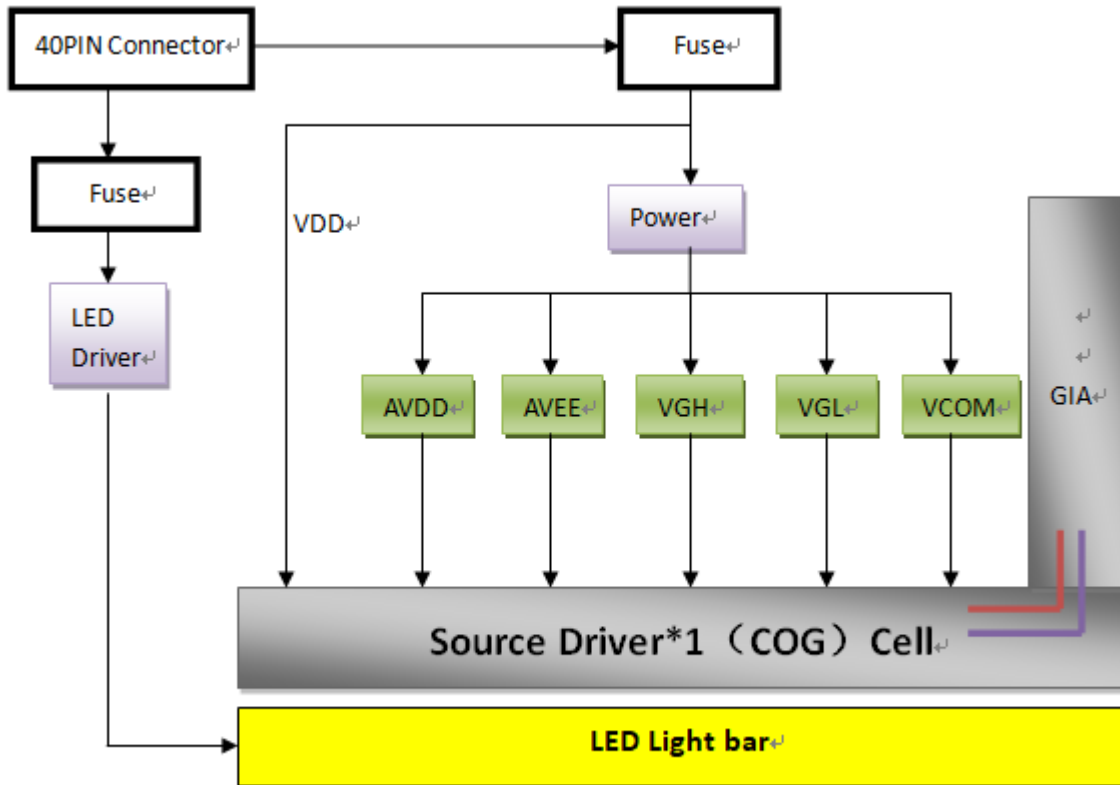 40PIN Connector↵
Fuse↵
Fuse↵
VDD↵
Power↵
LED
Driver↵
↵
↵
GIA↵
AVDD↵
AVEE↵
VGH↵
VGL↵
VCOM↵
Source Driver*1（COG）Cell↵
LED Light bar↵